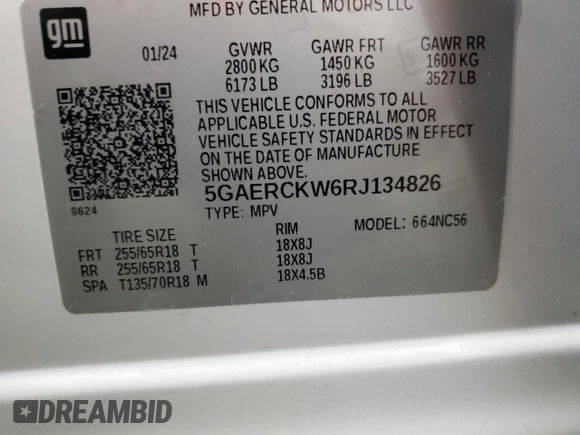 MFD BY GENERAL MOTORS LLC
gm
01/24 GVWR GAWR FRT GAWR RR
2800 KG 1450 KG 1600 KG
6173 LB 3196 LB 3527 LB
THIS VEHICLE CONFORMS TO ALL
APPLICABLE U.S. FEDERAL MOTOR
VEHICLE SAFETY STANDARDS IN EFFECT
ON THE DATE OF MANUFACTURE
SHOWN ABOVE.
8624
5GAERCKW6RJ134826
TYPE: MPV MODEL: 664NC56
TIRE SIZE RIM
FRT 255/65R18 T 18X8J
RR 255/65R18 T 18X8J
SPA T135/70R18 M 18X4.5B
DREAMBID